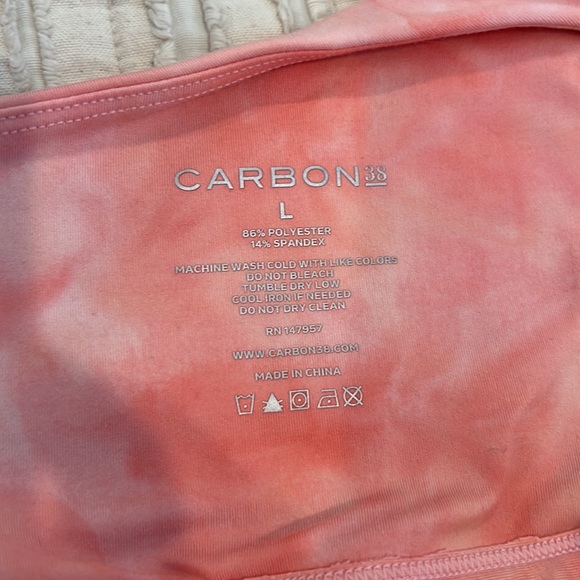 CARBON38
L
86% POLYESTER
14% SPANDEX
MACHINE WASH COLD WITH LIKE COLORS
DO NOT BLEACH
TUMBLE DRY LOW
COOL IRON IF NEEDED
DO NOT DRY CLEAN
RN 147957
WWW.CARBON38.COM
MADE IN CHINA